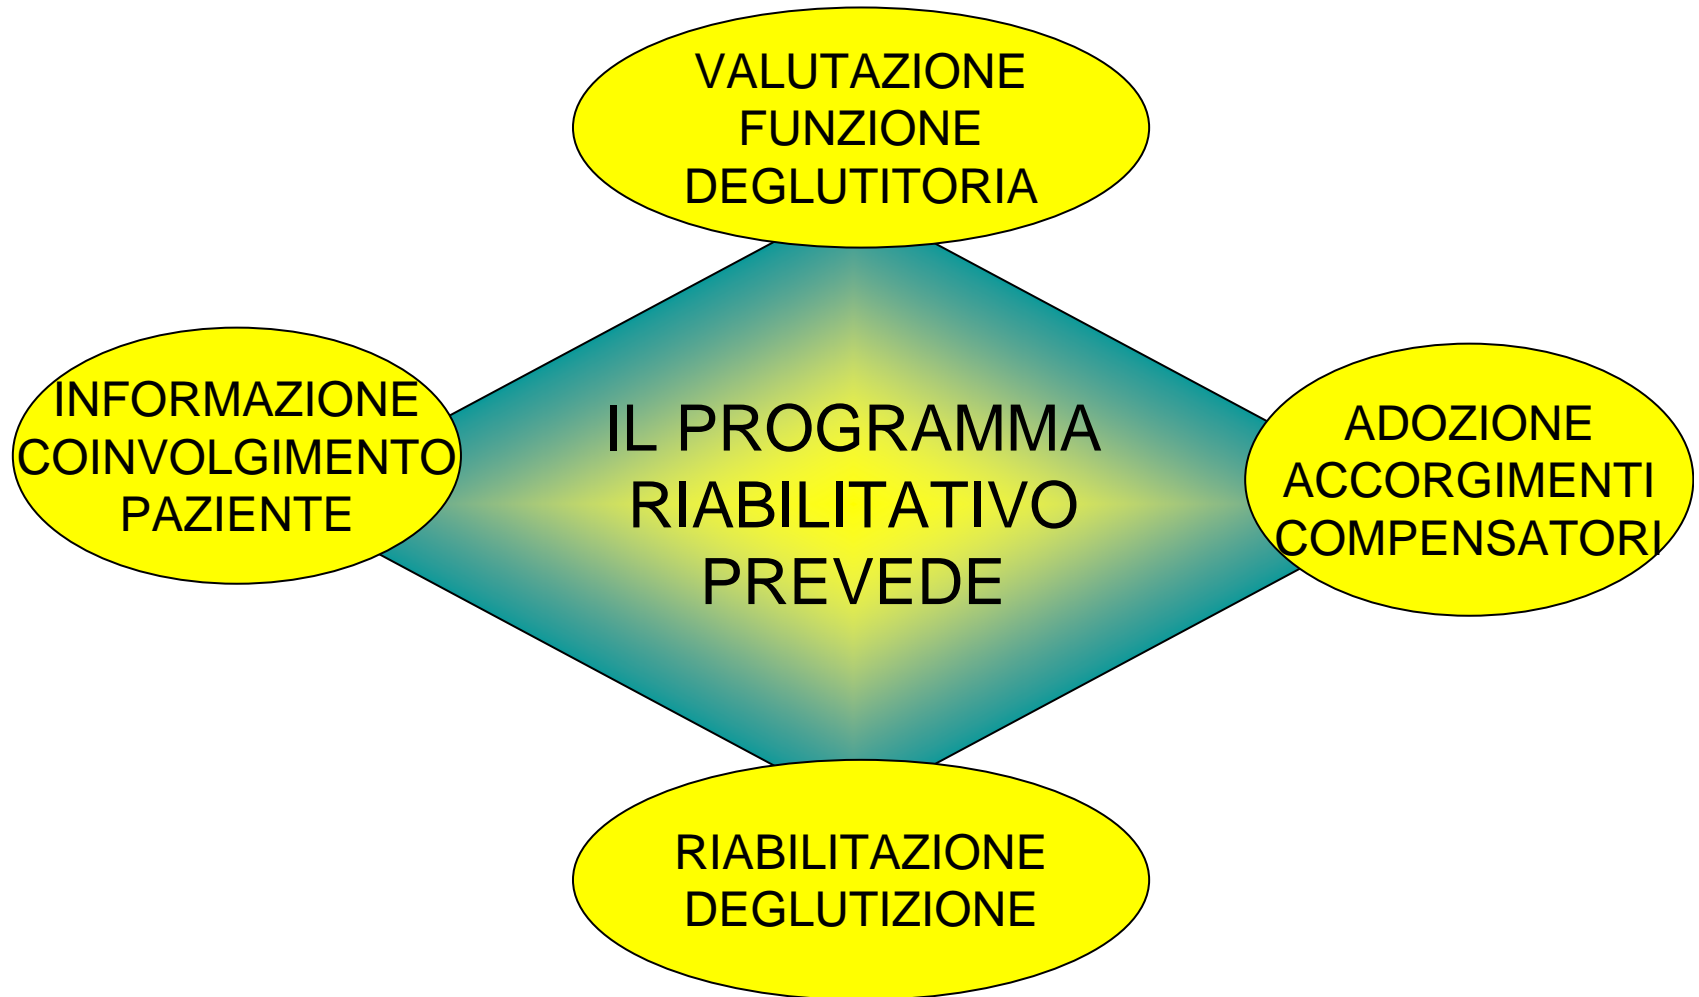 VALUTAZIONE
FUNZIONE
DEGLUTITORIA
INFORMAZIONE
COINVOLGIMENTO
PAZIENTE
IL PROGRAMMA
RIABILITATIVO
PREVEDE
ADOZIONE
ACCORGIMENTI
COMPENSATORI
RIABILITAZIONE
DEGLUTIZIONE